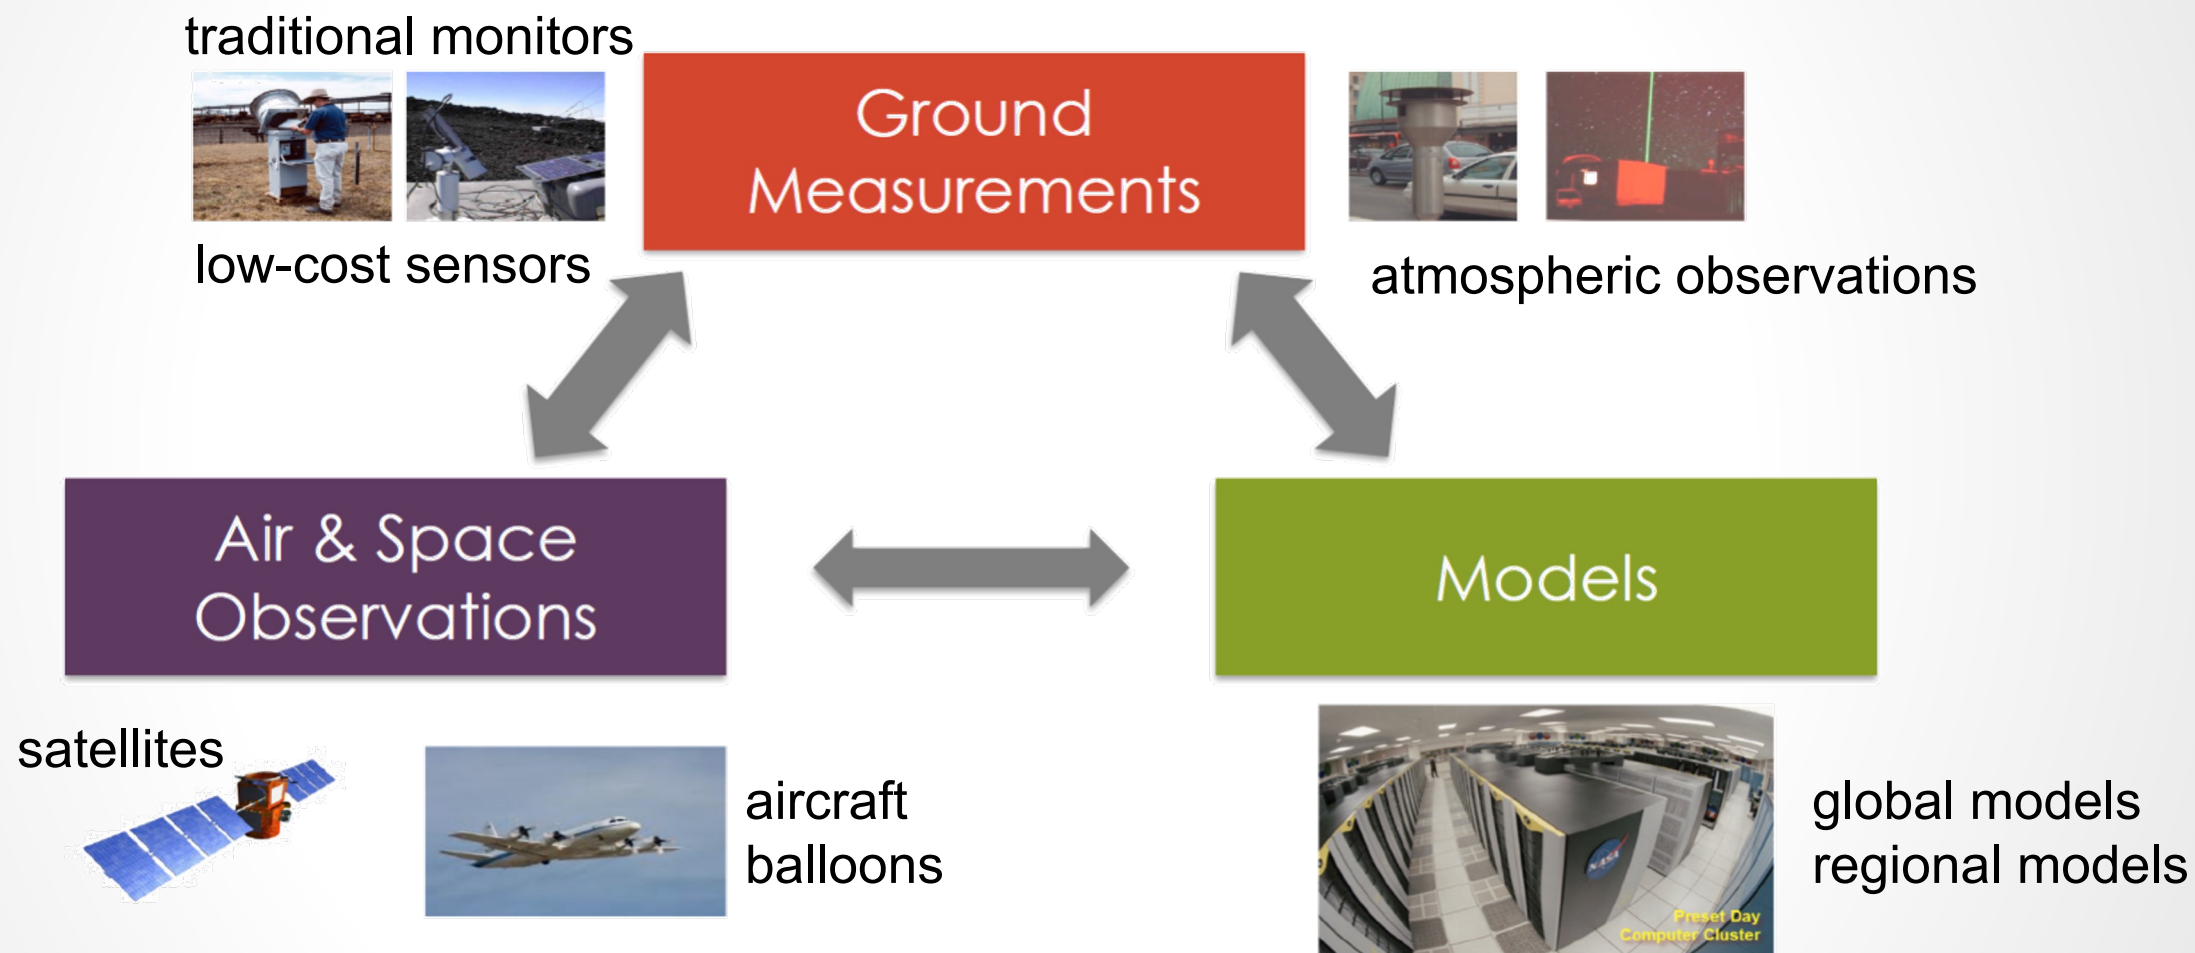 traditional monitors
low-cost sensors
Ground
Measurements
atmospheric observations
Air & Space
Observations
Models
satellites
aircraft
balloons
NASA
Preset Day
Computer Cluster
global models
regional models